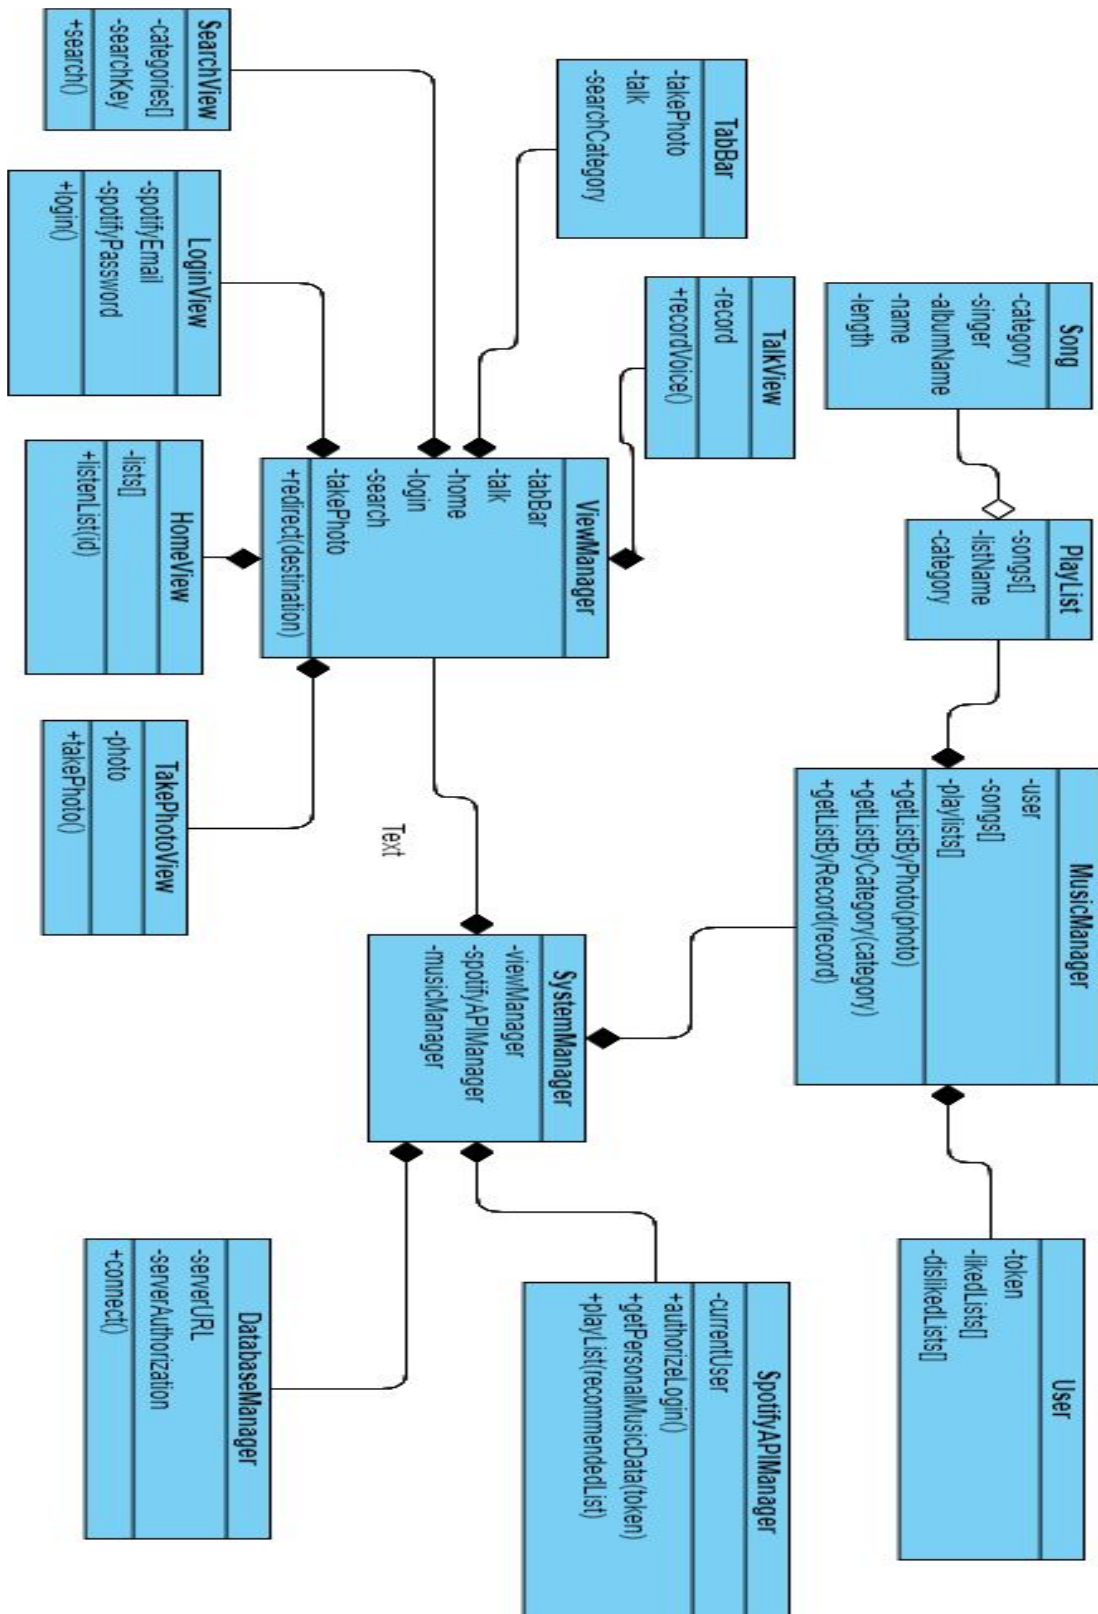 Song
-category
-singer
-albumName
-name
-length
PlayList
-songs[]
-listName
-category
MusicManager
-user
-songs[]
-playlists[]
+getListByPhoto(photo)
+getListByCategory(category)
+getListByRecord(record)
User
-token
-likedLists[]
-dislikedLists[]
TabBar
-takePhoto
-talk
-searchCategory
TalkView
-record
+recordVoice()
SpotifyAPIManager
-currentUser
+authorizeLogin()
+getPersonalMusicData(token)
+playList(recommendedList)
ViewManager
-tabBar
-talk
-home
-login
-search
-takePhoto
+redirect(destination)
Text
SystemManager
-viewManager
-spotifyAPIManager
-musicManager
SearchView
-categories[]
-searchKey
+search()
LoginView
-spotifyEmail
-spotifyPassword
+login()
HomeView
-lists[]
+listenList(id)
TakePhotoView
-photo
+takePhoto()
DatabaseManager
-serverURL
-serverAuthorization
+connect()